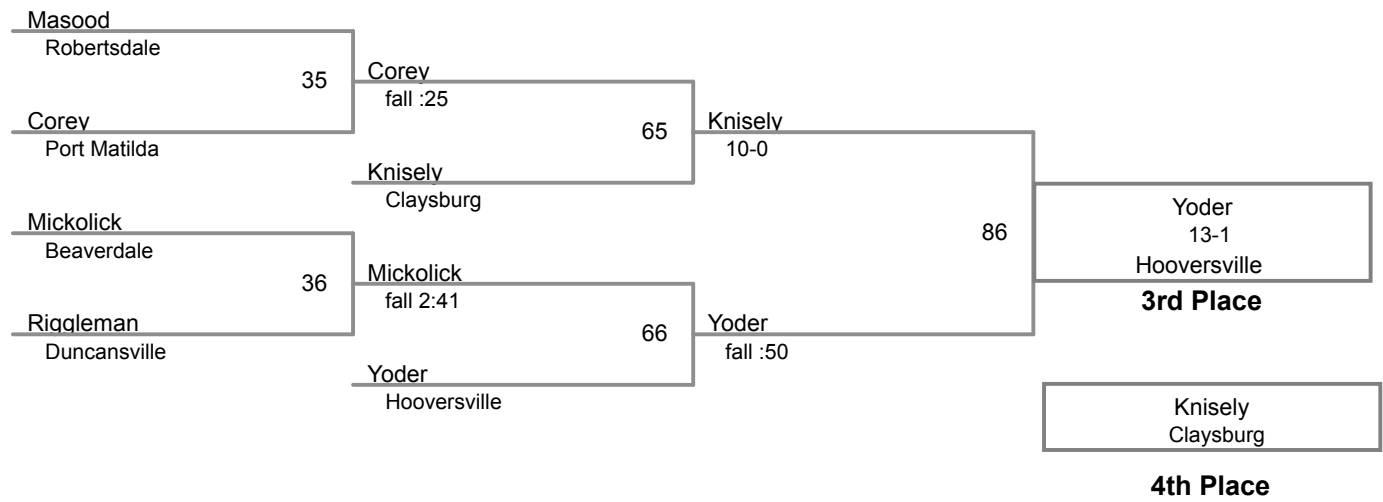 Masood
Robertsdale
35
Corey
fall :25
Corey
Port Matilda
65
Knisely
10-0
Knisely
Claysburg
Mickolick
Beaverdale
86
Yoder
13-1
Hooversville
3rd Place
36
Mickolick
fall 2:41
Riggleman
Duncansville
66
Yoder
fall :50
Yoder
Hooversville
Knisely
Claysburg
4th Place